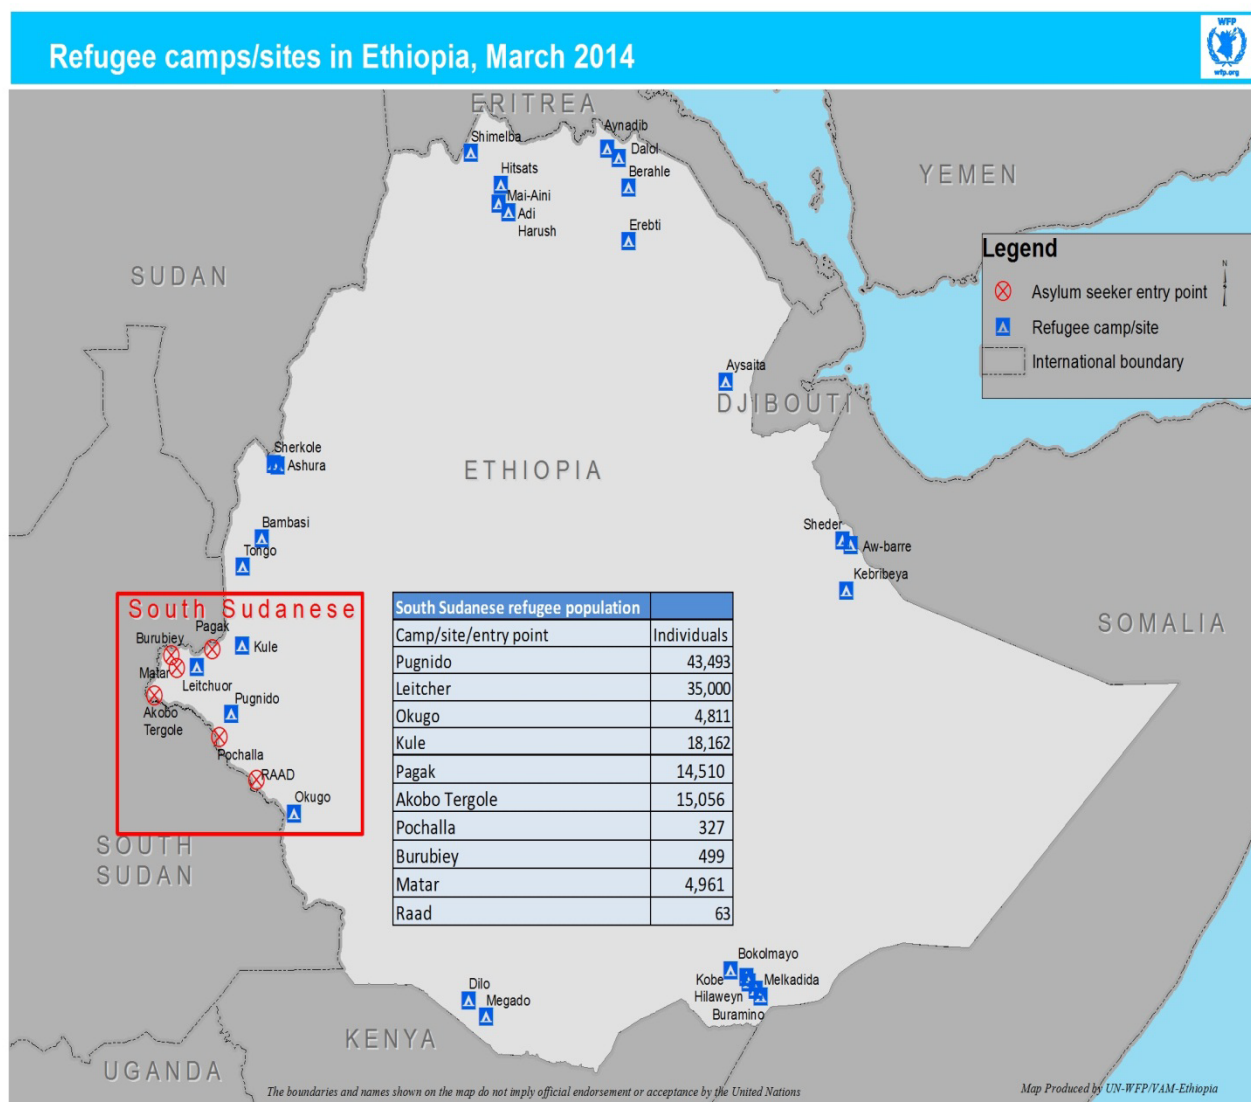 Refugee camps/sites in Ethiopia, March 2014
WFP
wfp.org
ERITREA
YEMEN
SUDAN
Shimelba
Aynadib
Dalol
Hitsats
Berahle
Mai-Aini
Adi
Harush
Erebti
Legend
N
Asylum seeker entry point
Refugee camp/site
International boundary
Aysaita
DJIBOUTI
Sherkole
Ashura
ETHIOPIA
Bambasi
Tongo
Sheder
Aw-barre
Kebribeya
SOMALIA
South Sudanese
Pagak
Burubiey
Kule
Matar
Leitchuor
Akobo
Tergole
Pugnido
Pochalla
RAAD
Okugo
SOUTH
SUDAN
South Sudanese refugee population
Camp/site/entry point Individuals
Pugnido 43,493
Leitcher 35,000
Okugo 4,811
Kule 18,162
Pagak 14,510
Akobo Tergole 15,056
Pochalla 327
Burubiey 499
Matar 4,961
Raad 63
Bokolmayo
Kobe
Melkadida
Hilaweyn
Buramino
Dilo
Megado
KENYA
UGANDA
The boundaries and names shown on the map do not imply official endorsement or acceptance by the United Nations
Map Produced by UN-WFP/VAM-Ethiopia